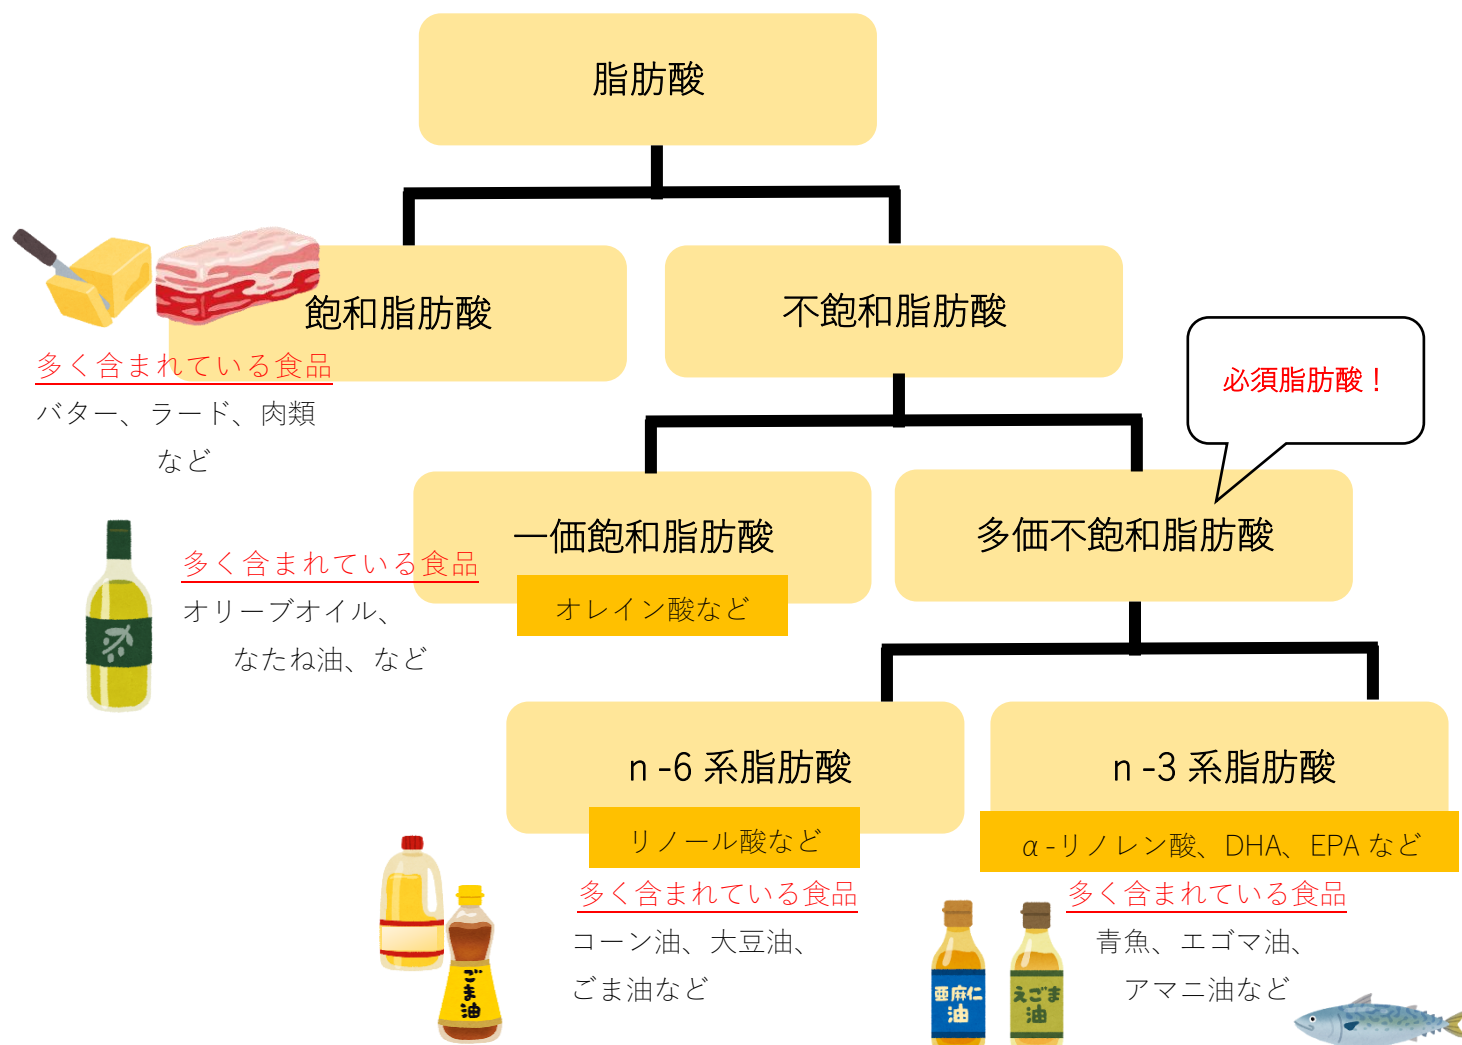 脂肪酸
飽和脂肪酸
不飽和脂肪酸
必須脂肪酸！
多く含まれている食品
バター、ラード、肉類
など
一価飽和脂肪酸
多価不飽和脂肪酸
オレイン酸など
多く含まれている食品
オリーブオイル、
なたね油、など
n -6 系脂肪酸
n -3 系脂肪酸
リノール酸など
α-リノレン酸、DHA、EPA など
多く含まれている食品
コーン油、大豆油、
ごま油など
多く含まれている食品
青魚、エゴマ油、
アマニ油など
ごま油
亜麻仁
油
えごま
油